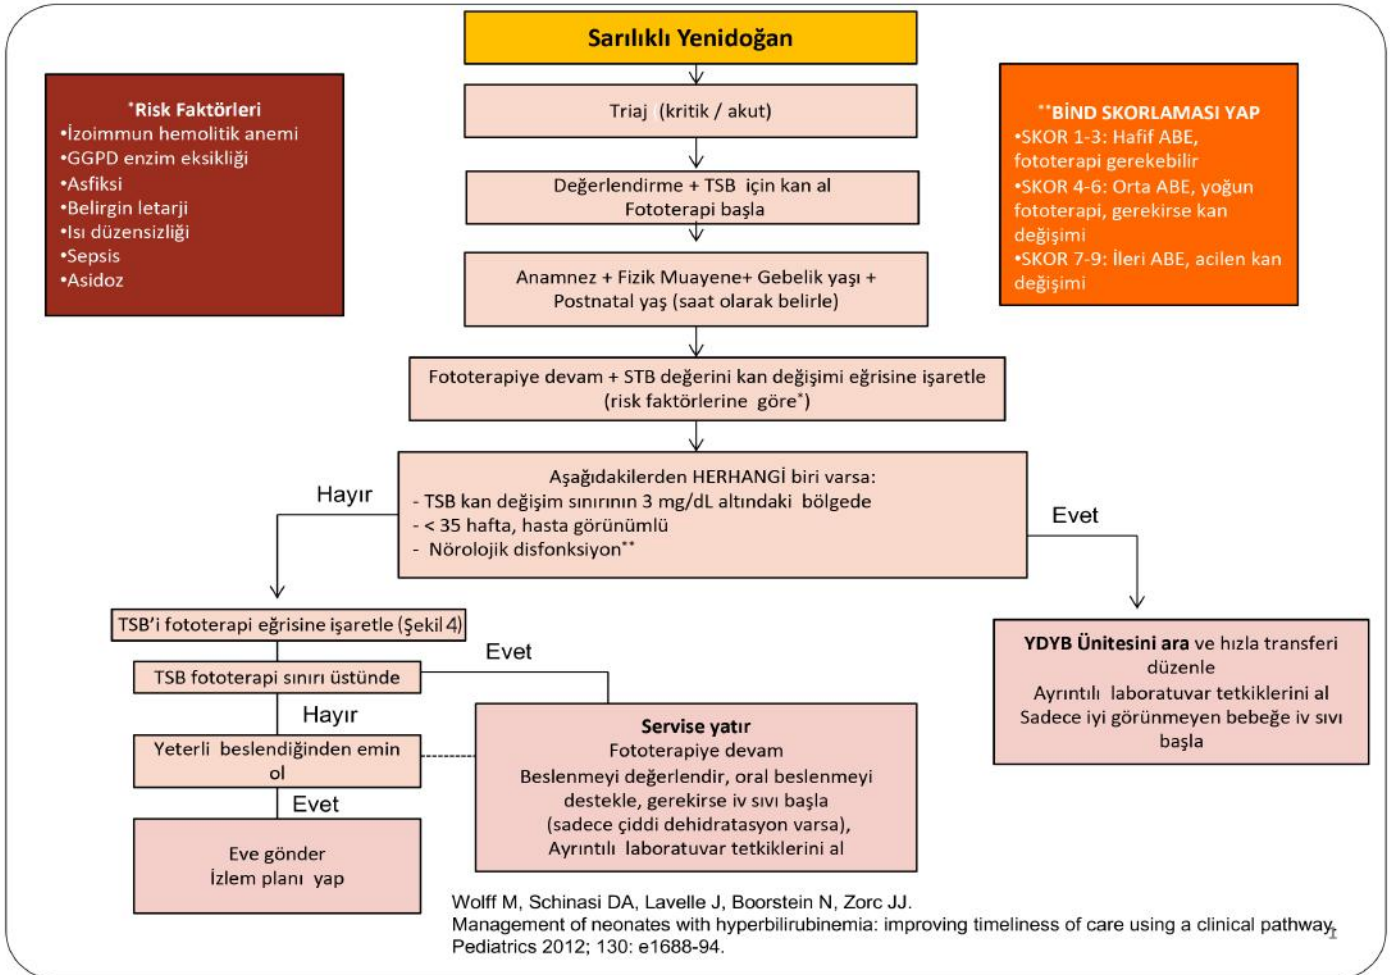 Sarılıklı Yenidoğan
*Risk Faktörleri
•İzoimmun hemolitik anemi
•GGPD enzim eksikliği
•Asfiksi
•Belirgin letarji
•Isı düzensizliği
•Sepsis
•Asidoz
**BİND SKORLAMASI YAP
•SKOR 1-3: Hafif ABE,
fototerapi gerekebilir
•SKOR 4-6: Orta ABE, yoğun
fototerapi, gerekirse kan
değişimi
•SKOR 7-9: İleri ABE, acilen kan
değişimi
Triaj (kritik / akut)
Değerlendirme + TSB için kan al
Fototerapi başla
Anamnez + Fizik Muayene+ Gebelik yaşı +
Postnatal yaş (saat olarak belirle)
Fototerapiye devam + STB değerini kan değişimi eğrisine işaretle
(risk faktörlerine göre*)
Aşağıdakilerden HERHANGİ biri varsa:
- TSB kan değişim sınırının 3 mg/dL altındaki bölgede
- < 35 hafta, hasta görünümlü
- Nörolojik disfonksiyon**
Hayır
Evet
TSB'i fototerapi eğrisine işaretle (Şekil 4)
TSB fototerapi sınırı üstünde
Evet
Hayır
Yeterli beslendiğinden emin
ol
Evet
Eve gönder
İzlem planı yap
Servise yatır
Fototerapiye devam
Beslenmeyi değerlendir, oral beslenmeyi
destekle, gerekirse iv sıvı başla
(sadece çiddi dehidratasyon varsa),
Ayrıntılı laboratuvar tetkiklerini al
YDYB Ünitesini ara ve hızla transferi
düzenle
Ayrıntılı laboratuvar tetkiklerini al
Sadece iyi görünmeyen bebeğe iv sıvı
başla
Wolff M, Schinasi DA, Lavelle J, Boorstein N, Zorc JJ.
Management of neonates with hyperbilirubinemia: improving timeliness of care using a clinical pathway.
Pediatrics 2012; 130: e1688-94.